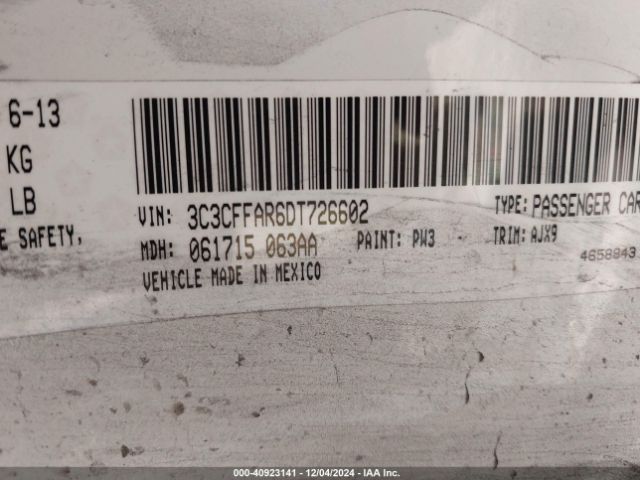 6-13
KG
LB
E SAFETY,
VIN: 3C3CFFAR6DT726602
TYPE: PASSENGER CAR
MDH: 061715 063AA
PAINT: PW3
TRIM: AJX9
VEHICLE MADE IN MEXICO
4658843
000-40923141 - 12/04/2024 - IAA Inc.